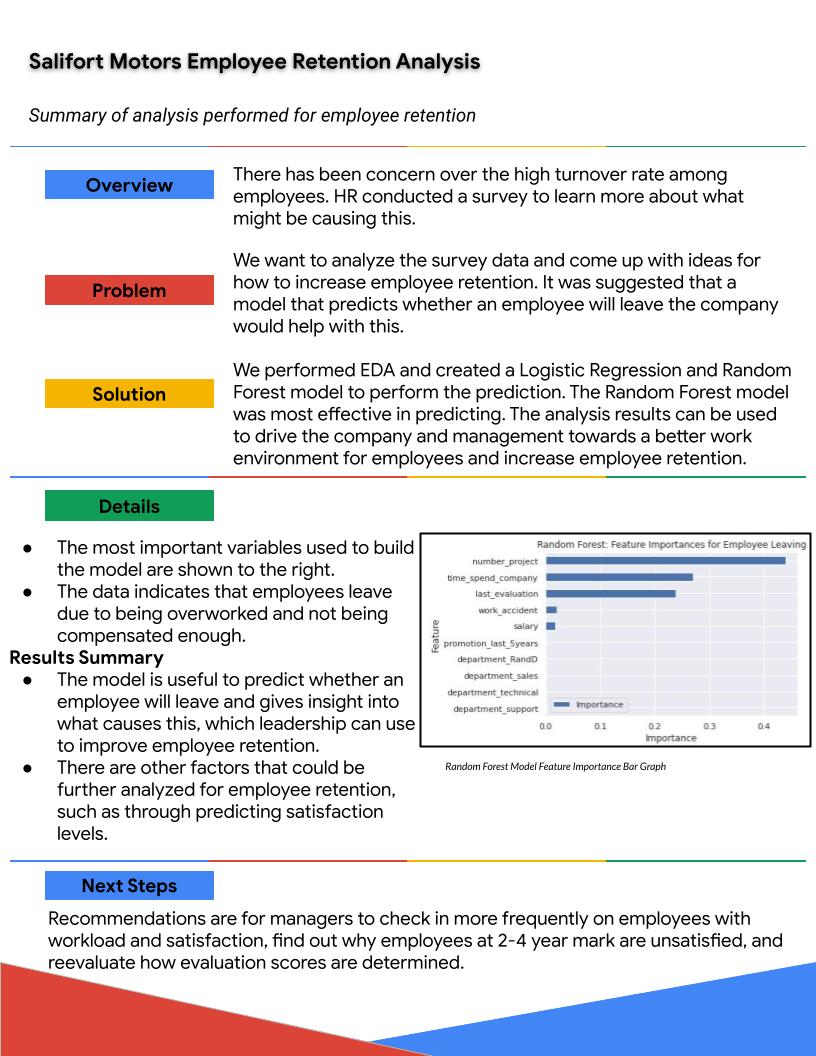 Salifort Motors Employee Retention Analysis
Summary of analysis performed for employee retention
Overview
There has been concern over the high turnover rate among
employees. HR conducted a survey to learn more about what
might be causing this.
Problem
We want to analyze the survey data and come up with ideas for
how to increase employee retention. It was suggested that a
model that predicts whether an employee will leave the company
would help with this.
Solution
We performed EDA and created a Logistic Regression and Random
Forest model to perform the prediction. The Random Forest model
was most effective in predicting. The analysis results can be used
to drive the company and management towards a better work
environment for employees and increase employee retention.
Details
● The most important variables used to build
the model are shown to the right.
● The data indicates that employees leave
due to being overworked and not being
compensated enough.
Results Summary
● The model is useful to predict whether an
employee will leave and gives insight into
what causes this, which leadership can use
to improve employee retention.
● There are other factors that could be
further analyzed for employee retention,
such as through predicting satisfaction
levels.
Random Forest: Feature Importances for Employee Leaving
Feature
number_project
time_spend_company
last_evaluation
work_accident
salary
promotion_last_5years
department_RandD
department_sales
department_technical
department_support
Importance
0.0 0.1 0.2 0.3 0.4
Importance
Random Forest Model Feature Importance Bar Graph
Next Steps
Recommendations are for managers to check in more frequently on employees with
workload and satisfaction, find out why employees at 2-4 year mark are unsatisfied, and
reevaluate how evaluation scores are determined.